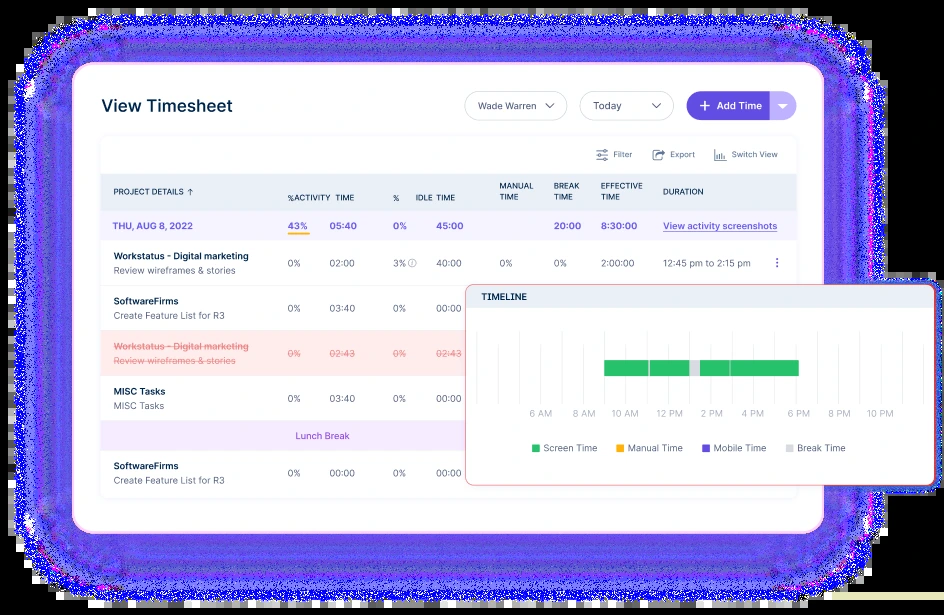 View Timesheet
Wade Warren
Today
+ Add Time
Filter
Export
Switch View
PROJECT DETAILS ↑ %ACTIVITY TIME % IDLE TIME MANUAL TIME BREAK TIME EFFECTIVE TIME DURATION
THU, AUG 8, 2022 43% 05:40 0% 45:00 20:00 8:30:00 View activity screenshots
Workstatus - Digital marketing
Review wireframes & stories
0% 02:00 3% 40:00 0% 0% 2:00:00 12:45 pm to 2:15 pm
SoftwareFirms
Create Feature List for R3
0% 03:40 0% 00:00
Workstatus - Digital marketing
Review wireframes & stories
0% 02:43 0% 02:43
MISC Tasks
MISC Tasks
0% 03:40 0% 00:00
Lunch Break
SoftwareFirms
Create Feature List for R3
0% 00:00 0% 00:00
TIMELINE
6 AM 8 AM 10 AM 12 PM 2 PM 4 PM 6 PM 8 PM 10 PM
Screen Time Manual Time Mobile Time Break Time